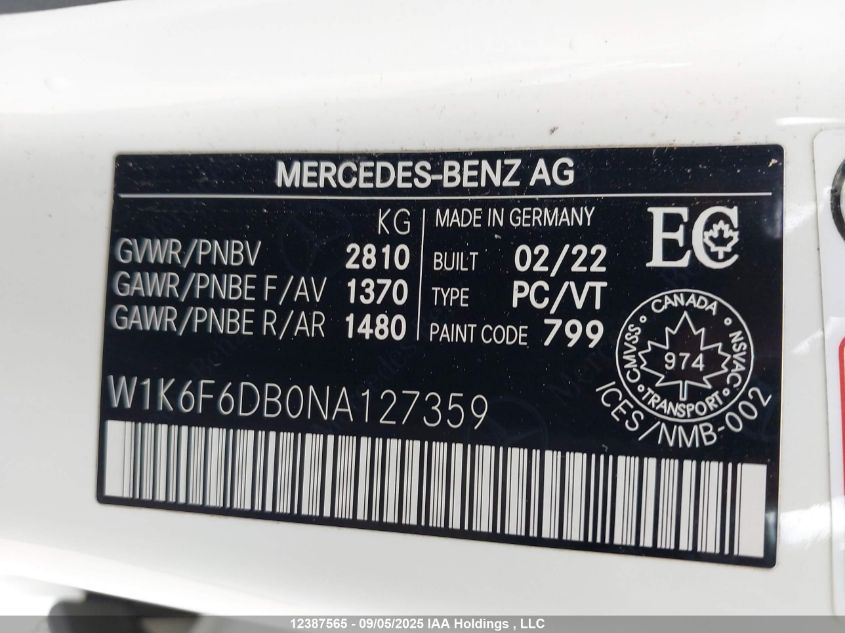 MERCEDES-BENZ AG
KG
GVWR/PNBV 2810
GAWR/PNBE F/AV 1370
GAWR/PNBE R/AR 1480
MADE IN GERMANY
BUILT 02/22
TYPE PC/VT
PAINT CODE 799
EC
CANADA
CMVSS 974 NSVAC
TRANSPORT
ICES/NMB-002
W1K6F6DB0NA127359
12387565 - 09/05/2025 IAA Holdings , LLC